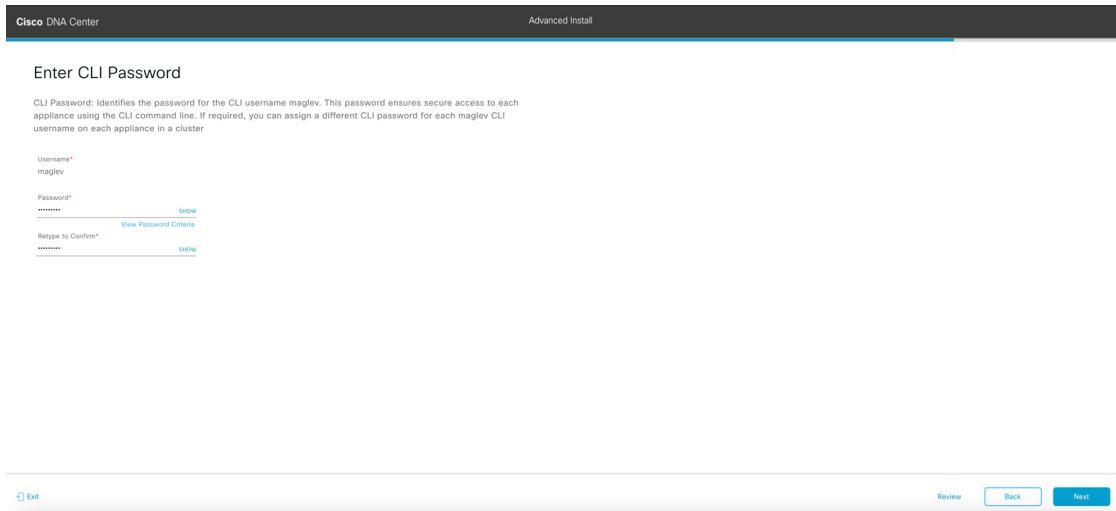 Cisco DNA Center
Advanced Install
Enter CLI Password
CLI Password: Identifies the password for the CLI username maglev. This password ensures secure access to each
appliance using the CLI command line. If required, you can assign a different CLI password for each maglev CLI
username on each appliance in a cluster
Username*
maglev
Password*
•••••••••
SHOW
View Password Criteria
Retype to Confirm*
•••••••••
SHOW
Exit
Review
Back
Next